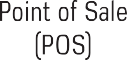 Point of Sale
(POS)